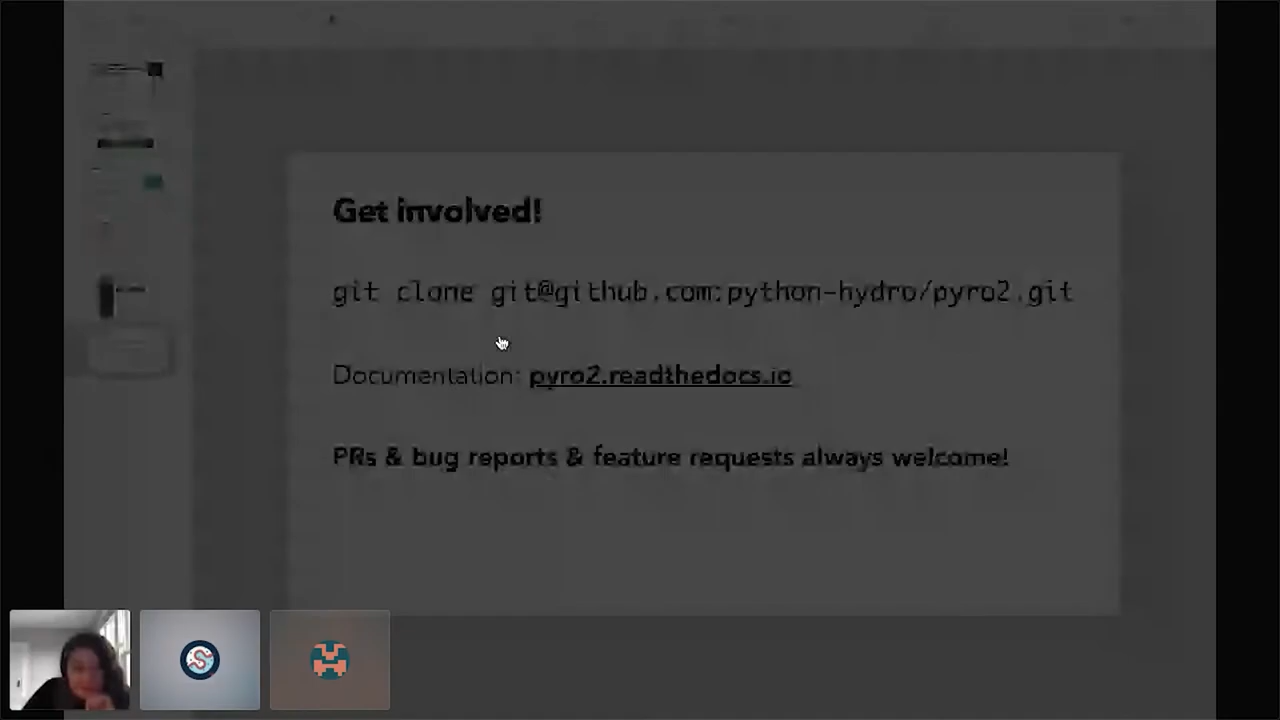 Get involved!
git clone git@github.com:python-hydro/pyro2.git
Documentation: pyro2.readthedocs.io
PRs & bug reports & feature requests always welcome!